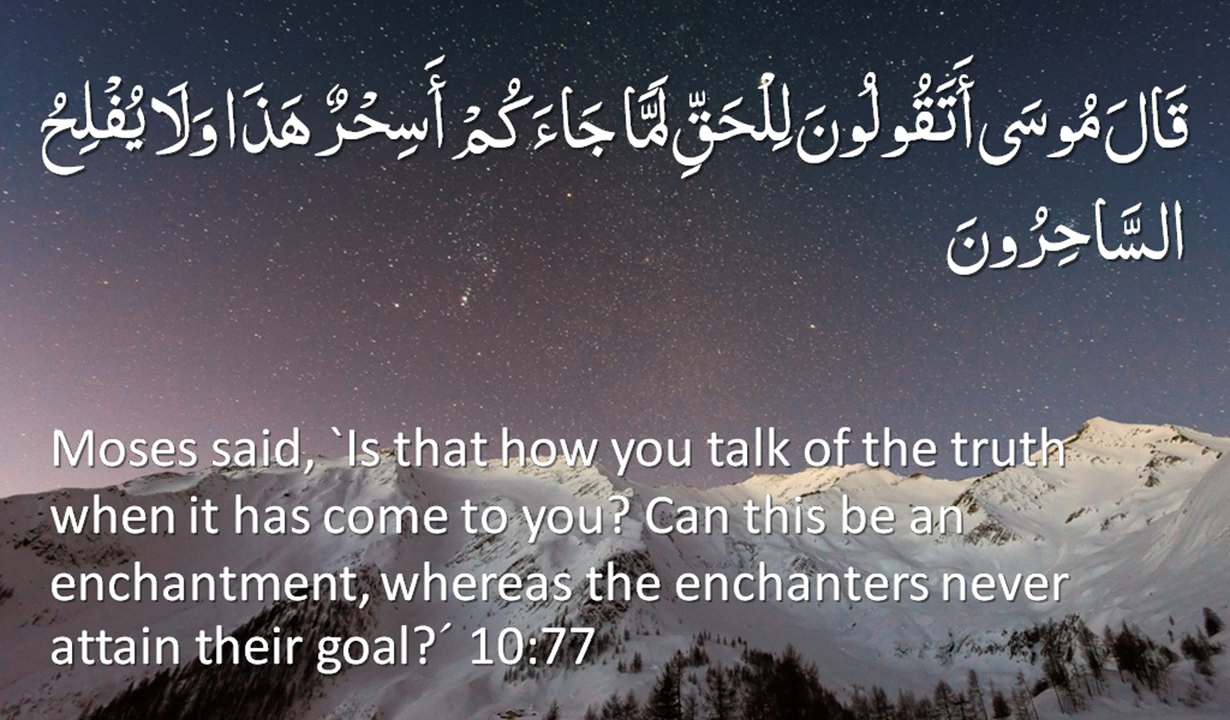 قَالَ مُوسَى أَتَقُولُونَ لِلْحَقِّ لَمَّا جَاءَكُمْ أَسِحْرٌ هَذَا وَلَا يُفْلِحُ
السَّاحِرُونَ
Moses said, `Is that how you talk of the truth
when it has come to you? Can this be an
enchantment, whereas the enchanters never
attain their goal?´ 10:77